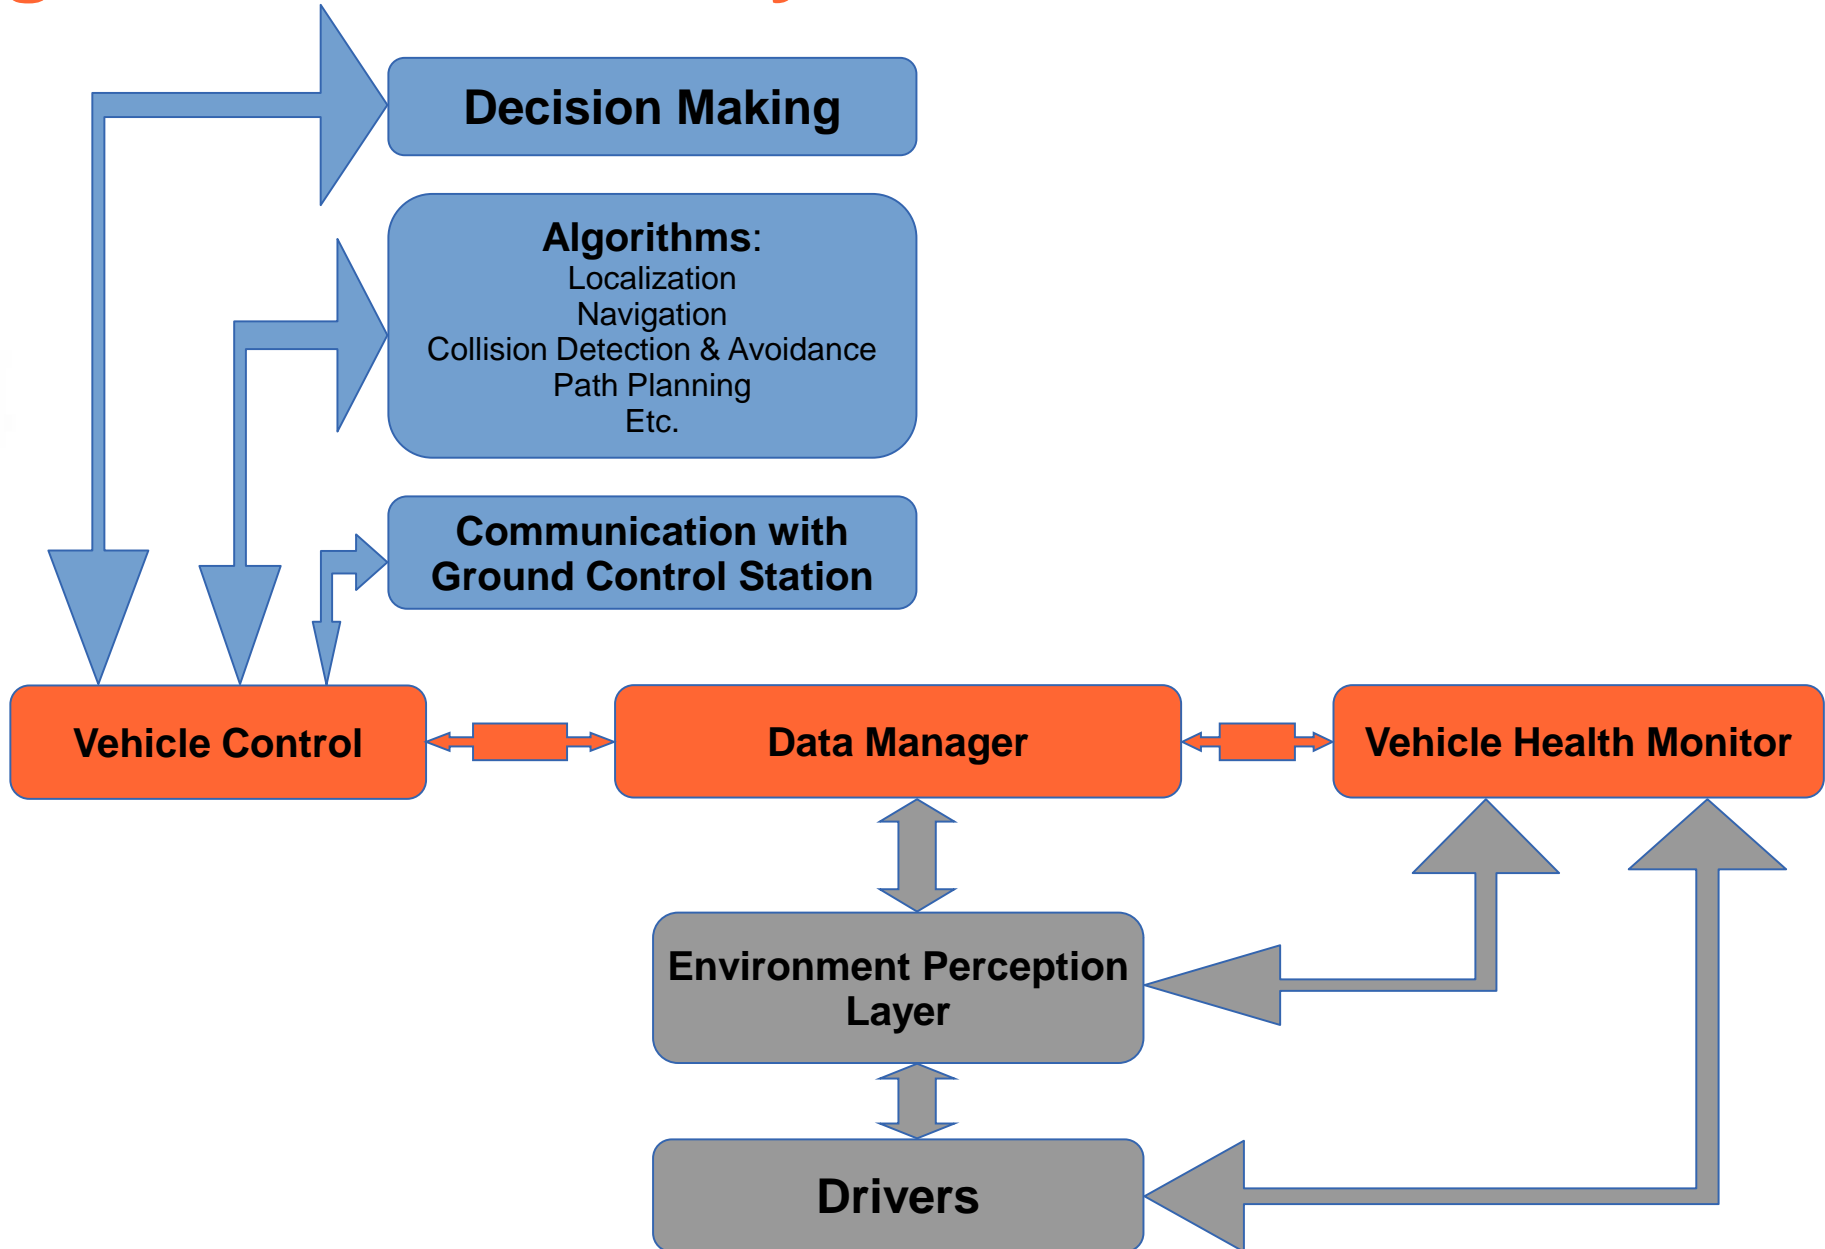 Decision Making
Algorithms:
Localization
Navigation
Collision Detection & Avoidance
Path Planning
Etc.
Communication with
Ground Control Station
Vehicle Control
Data Manager
Vehicle Health Monitor
Environment Perception
Layer
Drivers